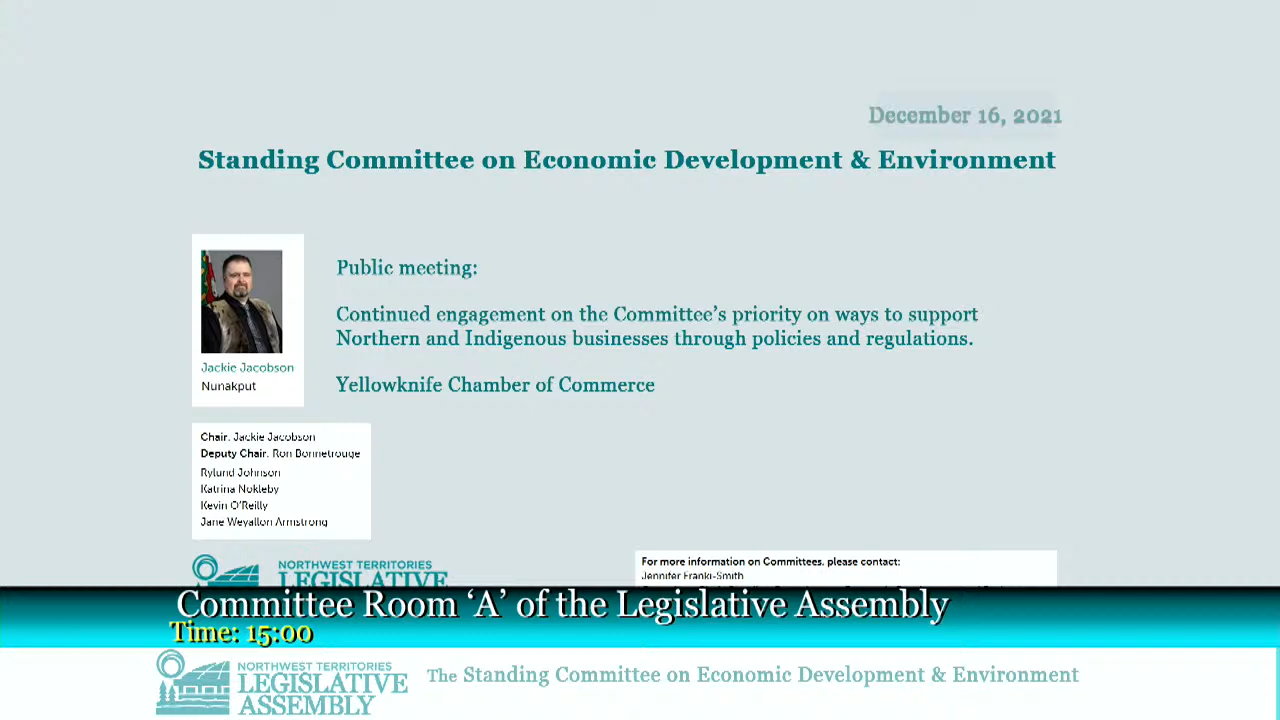 December 16, 2021
Standing Committee on Economic Development & Environment
Public meeting:
Continued engagement on the Committee's priority on ways to support
Northern and Indigenous businesses through policies and regulations.
Yellowknife Chamber of Commerce
Jackie Jacobson
Nunakput
Chair. Jackie Jacobson
Deputy Chair. Ron Bonnetrouge
Rylund Johnson
Katrina Nokleby
Kevin O'Reilly
Jane Weyallon Armstrong
NORTHWEST TERRITORIES
LEGISLATIVE
For more information on Committees, please contact:
Jennifer Franki-Smith
Committee Room ‘A’ of the Legislative Assembly
Time: 15:00
NORTHWEST TERRITORIES
LEGISLATIVE
ASSEMBLY
The Standing Committee on Economic Development & Environment